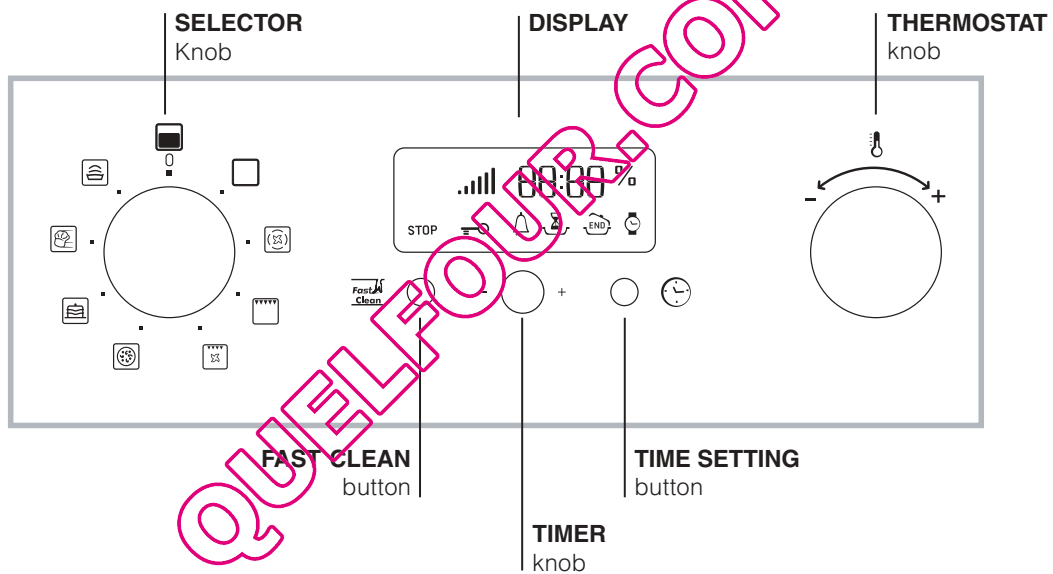 SELECTOR
Knob
DISPLAY
THERMOSTAT
knob
0
88:88 %
STOP
END
- +
Fast
Clean
- +
FAST CLEAN
button
TIME SETTING
button
TIMER
knob
QUELFOUR.COM